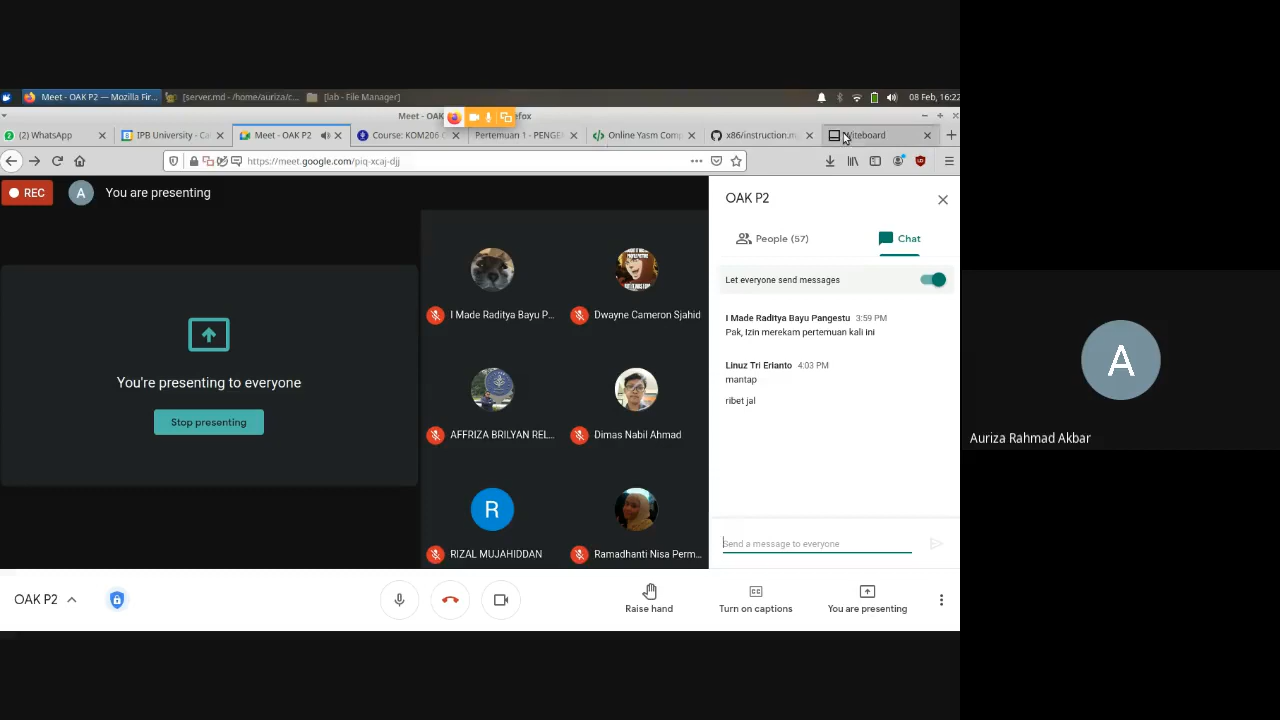 Meet - OAK P2 — Mozilla Fir...
[server.md - /home/auriza/c...
[lab - File Manager]
08 Feb, 16:22
Meet - OAK
efox
(2) WhatsApp
IPB University - Ca
Meet - OAK P2
Course: KOM206 C
Pertemuan 1 - PENGEM
Online Yasm Comp
x86/instruction.m
iteboard
https://meet.google.com/piq-xcaj-djj
REC
A
You are presenting
OAK P2
People (57)
Chat
Let everyone send messages
I Made Raditya Bayu P...
Dwayne Cameron Sjahid
I Made Raditya Bayu Pangestu 3:59 PM
Pak, Izin merekam pertemuan kali ini
Linuz Tri Erianto 4:03 PM
mantap
ribet jal
You're presenting to everyone
Stop presenting
AFFRIZA BRILYAN REL...
Dimas Nabil Ahmad
R
RIZAL MUJAHIDDAN
Ramadhanti Nisa Perm...
Send a message to everyone
OAK P2
Raise hand
Turn on captions
You are presenting
A
Auriza Rahmad Akbar